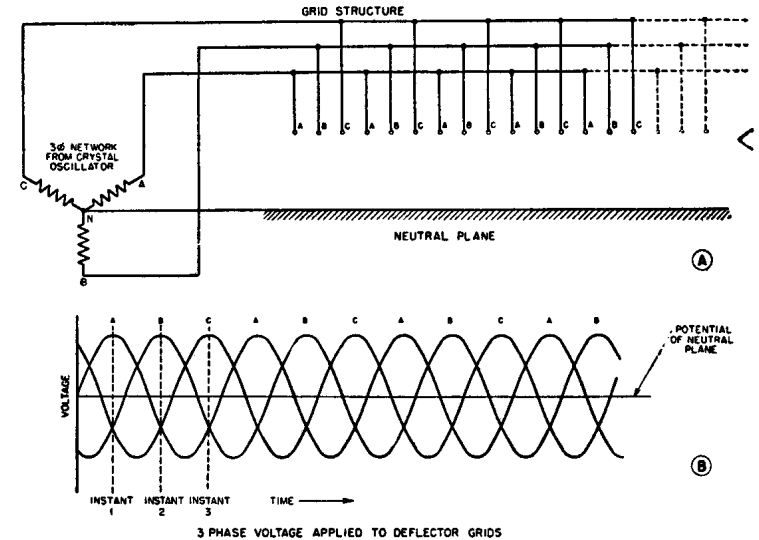 GRID STRUCTURE
A B C A B C A B C A B C A B C
3Ø NETWORK
FROM CRYSTAL
OSCILLATOR
C
A
N
B
NEUTRAL PLANE
A
A B C A B C A B C A B
VOLTAGE
POTENTIAL
OF NEUTRAL
PLANE
B
INSTANT
1
INSTANT
2
INSTANT
3
TIME
3 PHASE VOLTAGE APPLIED TO DEFLECTOR GRIDS